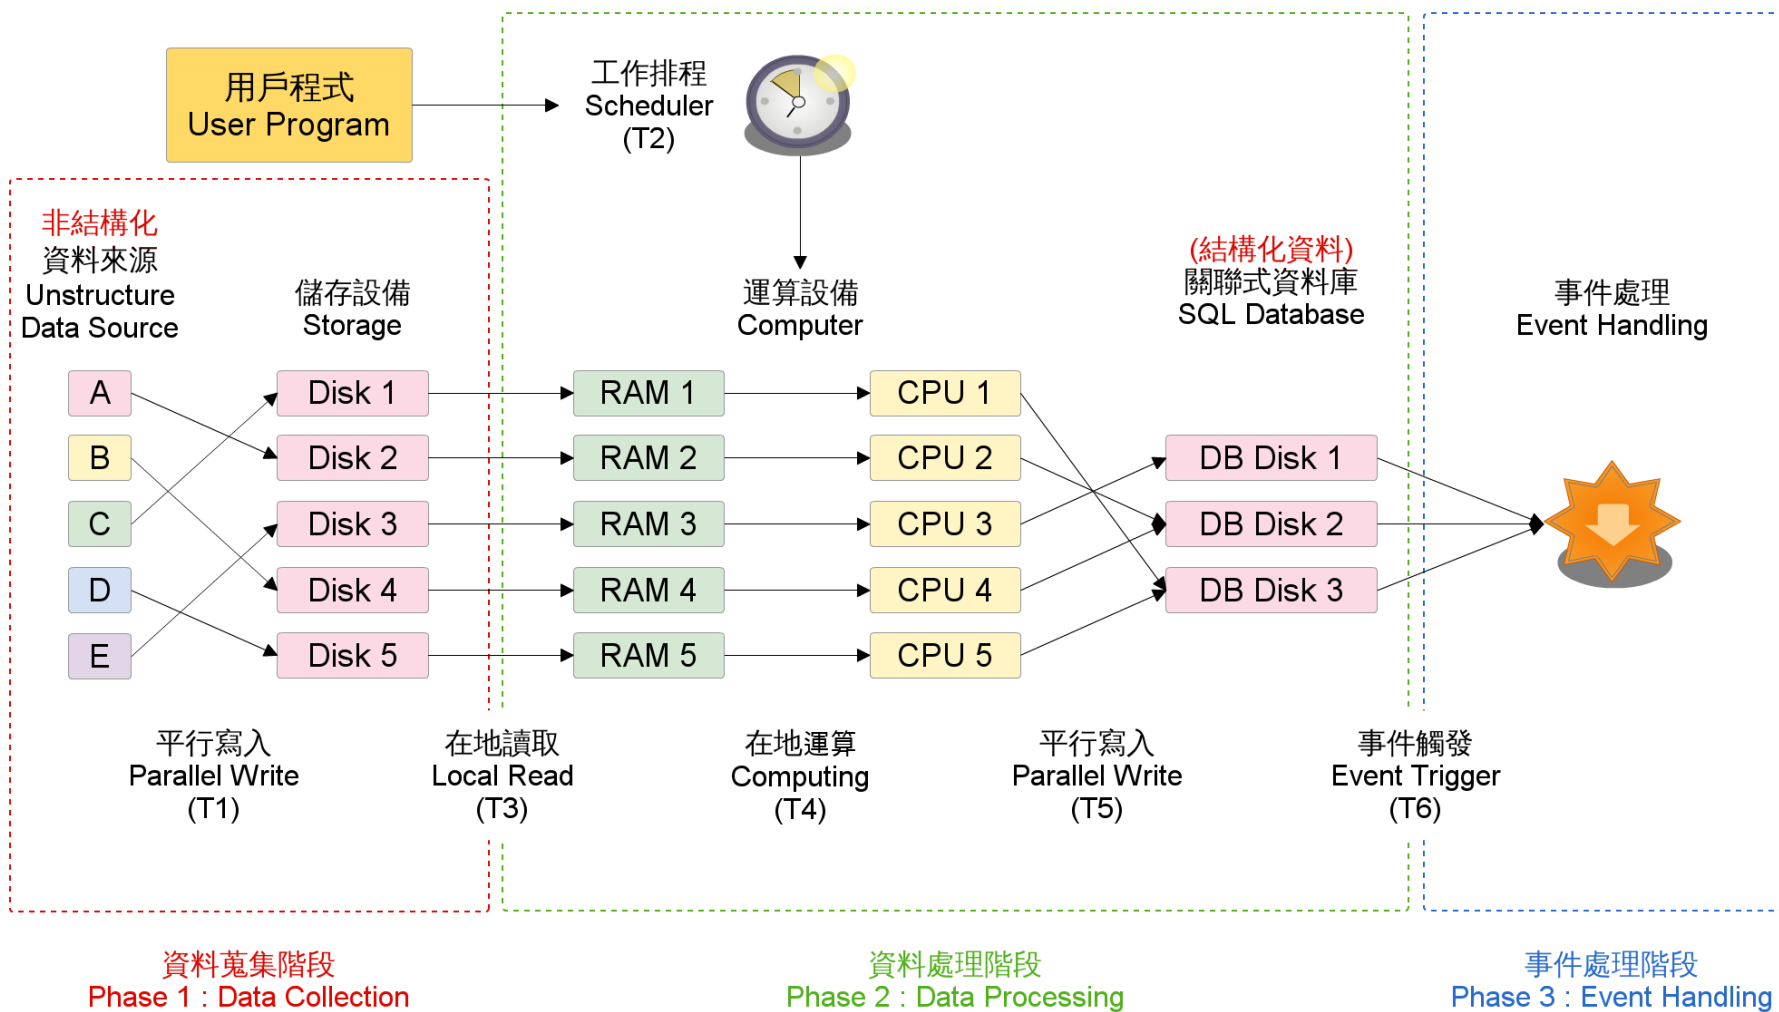 用戶程式
User Program
工作排程
Scheduler
(T2)
非結構化
資料來源
Unstructure
Data Source
儲存設備
Storage
運算設備
Computer
(結構化資料)
關聯式資料庫
SQL Database
事件處理
Event Handling
A
Disk 1
RAM 1
CPU 1
B
Disk 2
RAM 2
CPU 2
DB Disk 1
C
Disk 3
RAM 3
CPU 3
DB Disk 2
D
Disk 4
RAM 4
CPU 4
DB Disk 3
E
Disk 5
RAM 5
CPU 5
平行寫入
Parallel Write
(T1)
在地讀取
Local Read
(T3)
在地運算
Computing
(T4)
平行寫入
Parallel Write
(T5)
事件觸發
Event Trigger
(T6)
資料蒐集階段
Phase 1 : Data Collection
資料處理階段
Phase 2 : Data Processing
事件處理階段
Phase 3 : Event Handling